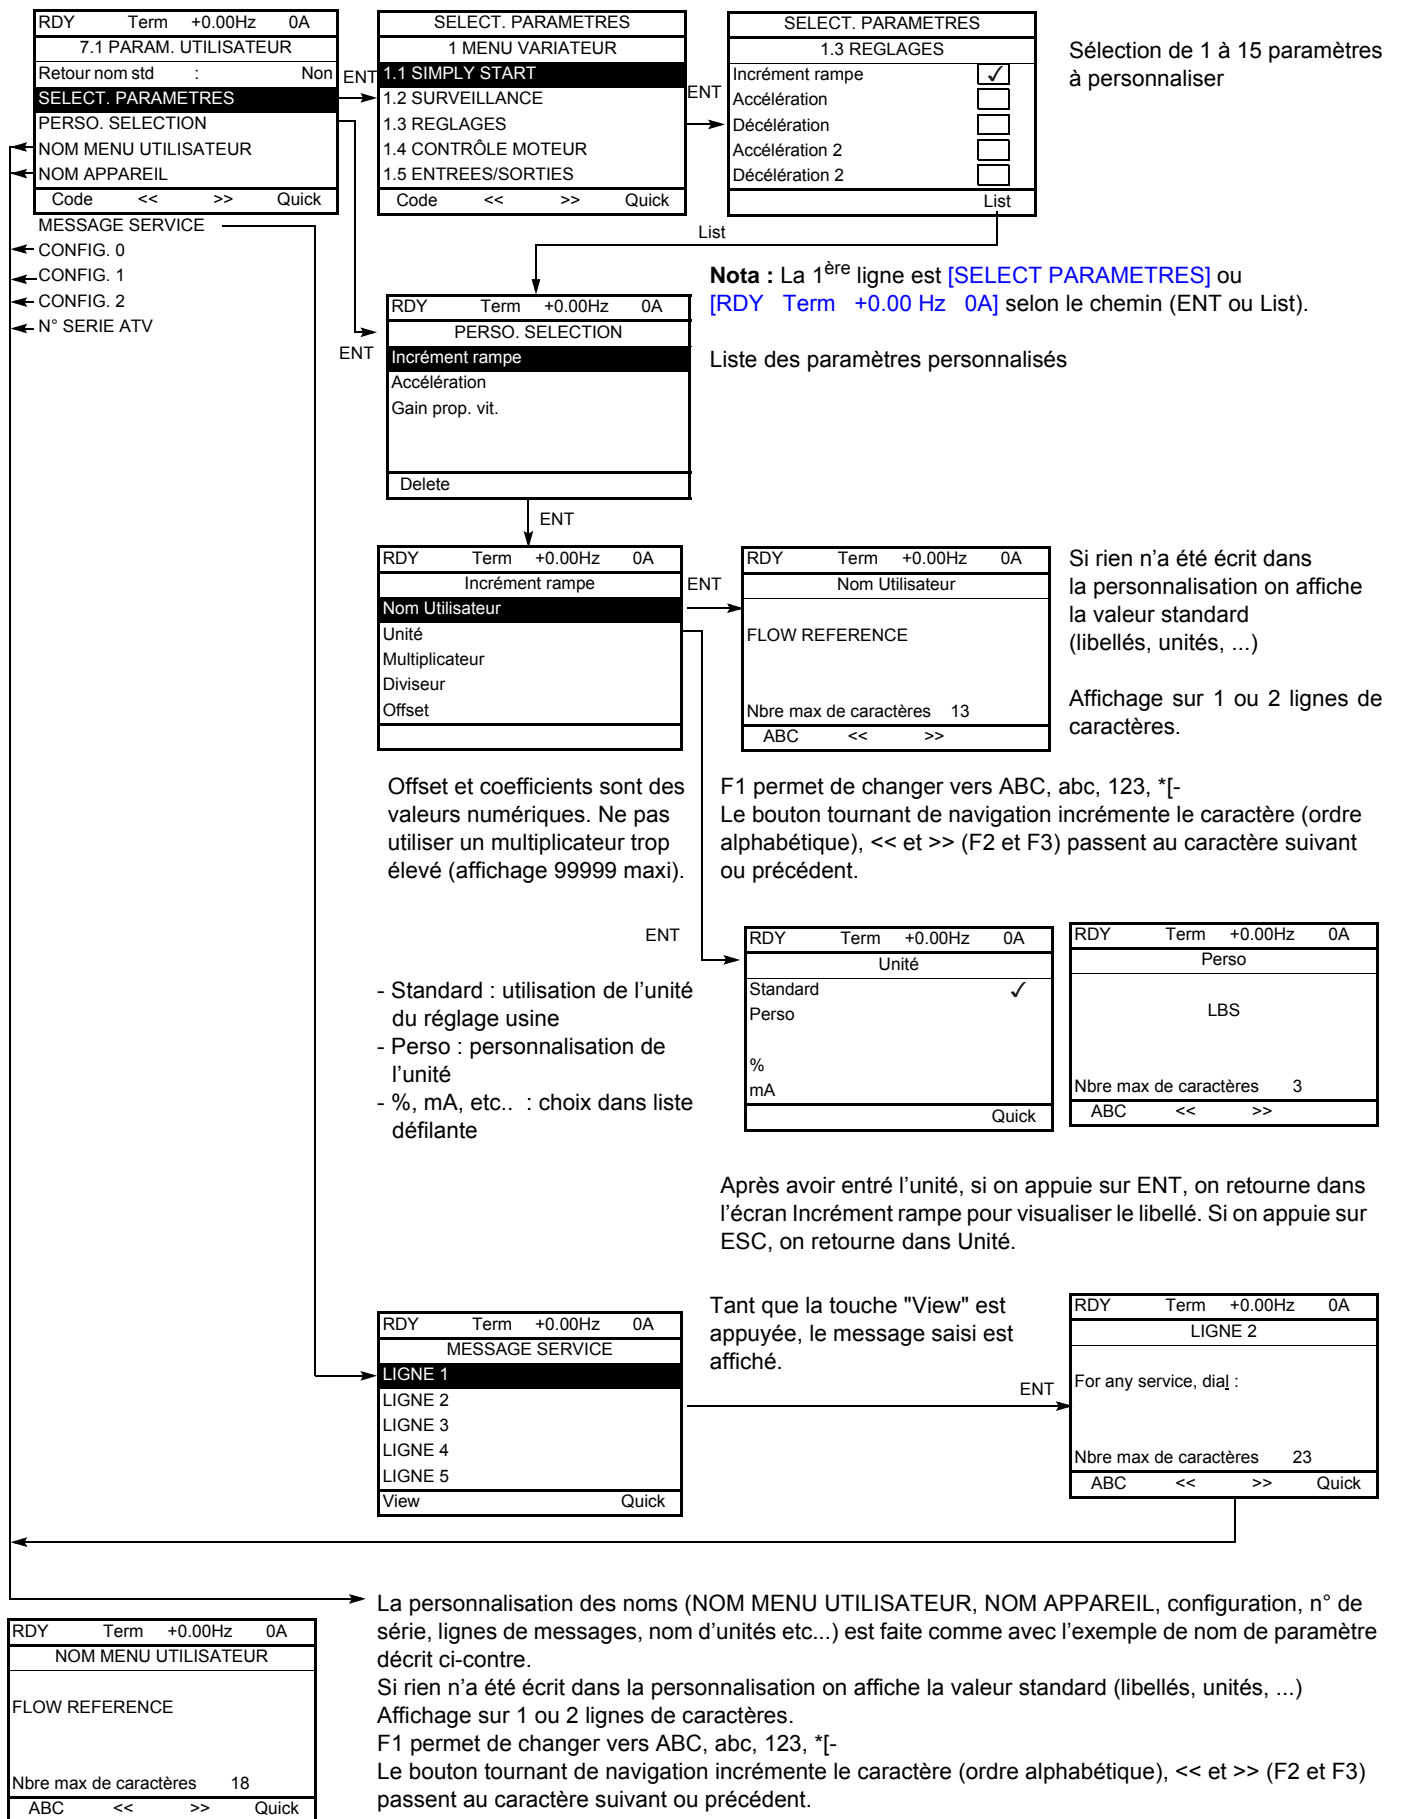 RDY Term +0.00Hz 0A
7.1 PARAM. UTILISATEUR
Retour nom std : Non
SELECT. PARAMETRES
PERSO. SELECTION
NOM MENU UTILISATEUR
NOM APPAREIL
Code << >> Quick
MESSAGE SERVICE
CONFIG. 0
CONFIG. 1
CONFIG. 2
N° SERIE ATV
ENT
SELECT. PARAMETRES
1 MENU VARIATEUR
1.1 SIMPLY START
1.2 SURVEILLANCE
1.3 REGLAGES
1.4 CONTRÔLE MOTEUR
1.5 ENTREES/SORTIES
Code << >> Quick
ENT
SELECT. PARAMETRES
1.3 REGLAGES
Incrément rampe ✓
Accélération
Décélération
Accélération 2
Décélération 2
List
Sélection de 1 à 15 paramètres
à personnaliser
List
Nota : La 1ère ligne est [SELECT PARAMETRES] ou
[RDY Term +0.00 Hz 0A] selon le chemin (ENT ou List).
ENT
RDY Term +0.00Hz 0A
PERSO. SELECTION
Incrément rampe
Accélération
Gain prop. vit.
Delete
Liste des paramètres personnalisés
ENT
RDY Term +0.00Hz 0A
Incrément rampe
Nom Utilisateur
Unité
Multiplicateur
Diviseur
Offset
ENT
RDY Term +0.00Hz 0A
Nom Utilisateur
FLOW REFERENCE
Nbre max de caractères 13
ABC << >>
Si rien n’a été écrit dans
la personnalisation on affiche
la valeur standard
(libellés, unités, ...)
Affichage sur 1 ou 2 lignes de
caractères.
Offset et coefficients sont des
valeurs numériques. Ne pas
utiliser un multiplicateur trop
élevé (affichage 99999 maxi).
F1 permet de changer vers ABC, abc, 123, *[-
Le bouton tournant de navigation incrémente le caractère (ordre
alphabétique), << et >> (F2 et F3) passent au caractère suivant
ou précédent.
ENT
- Standard : utilisation de l’unité
du réglage usine
- Perso : personnalisation de
l’unité
- %, mA, etc.. : choix dans liste
défilante
RDY Term +0.00Hz 0A
Unité
Standard ✓
Perso
%
mA
Quick
RDY Term +0.00Hz 0A
Perso
LBS
Nbre max de caractères 3
ABC << >>
Après avoir entré l’unité, si on appuie sur ENT, on retourne dans
l’écran Incrément rampe pour visualiser le libellé. Si on appuie sur
ESC, on retourne dans Unité.
RDY Term +0.00Hz 0A
MESSAGE SERVICE
LIGNE 1
LIGNE 2
LIGNE 3
LIGNE 4
LIGNE 5
View Quick
Tant que la touche "View" est
appuyée, le message saisi est
affiché.
ENT
RDY Term +0.00Hz 0A
LIGNE 2
For any service, dial :
Nbre max de caractères 23
ABC << >> Quick
RDY Term +0.00Hz 0A
NOM MENU UTILISATEUR
FLOW REFERENCE
Nbre max de caractères 18
ABC << >> Quick
La personnalisation des noms (NOM MENU UTILISATEUR, NOM APPAREIL, configuration, n° de
série, lignes de messages, nom d’unités etc...) est faite comme avec l’exemple de nom de paramètre
décrit ci-contre.
Si rien n’a été écrit dans la personnalisation on affiche la valeur standard (libellés, unités, ...)
Affichage sur 1 ou 2 lignes de caractères.
F1 permet de changer vers ABC, abc, 123, *[-
Le bouton tournant de navigation incrémente le caractère (ordre alphabétique), << et >> (F2 et F3)
passent au caractère suivant ou précédent.